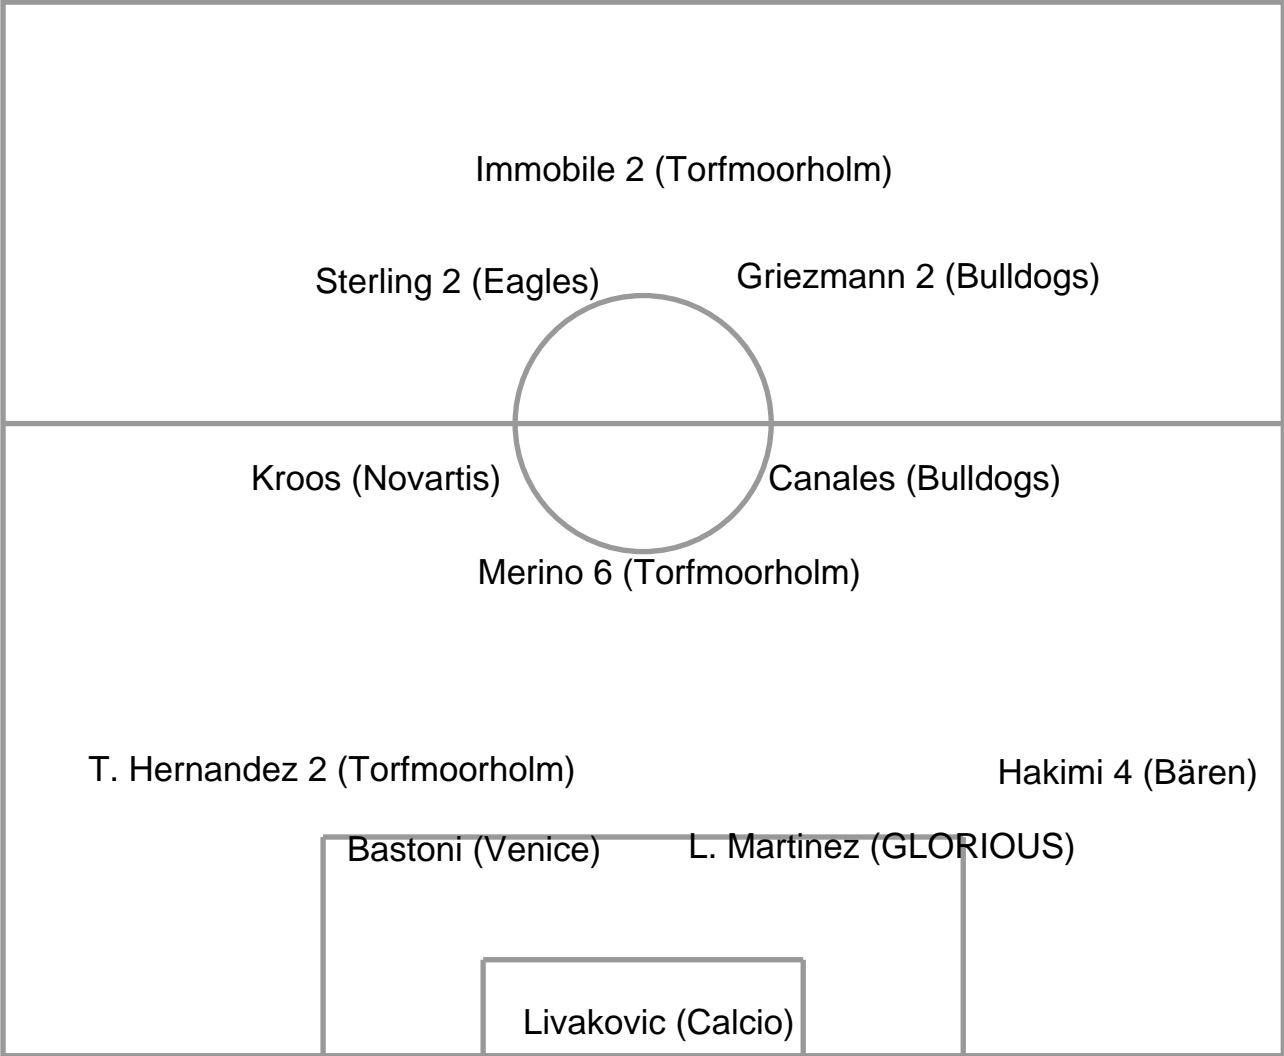 Immobile 2 (Torfmoorholm)
Sterling 2 (Eagles)
Griezmann 2 (Bulldogs)
Kroos (Novartis)
Canales (Bulldogs)
Merino 6 (Torfmoorholm)
T. Hernandez 2 (Torfmoorholm)
Hakimi 4 (Bären)
Bastoni (Venice)
L. Martinez (GLORIOUS)
Livakovic (Calcio)